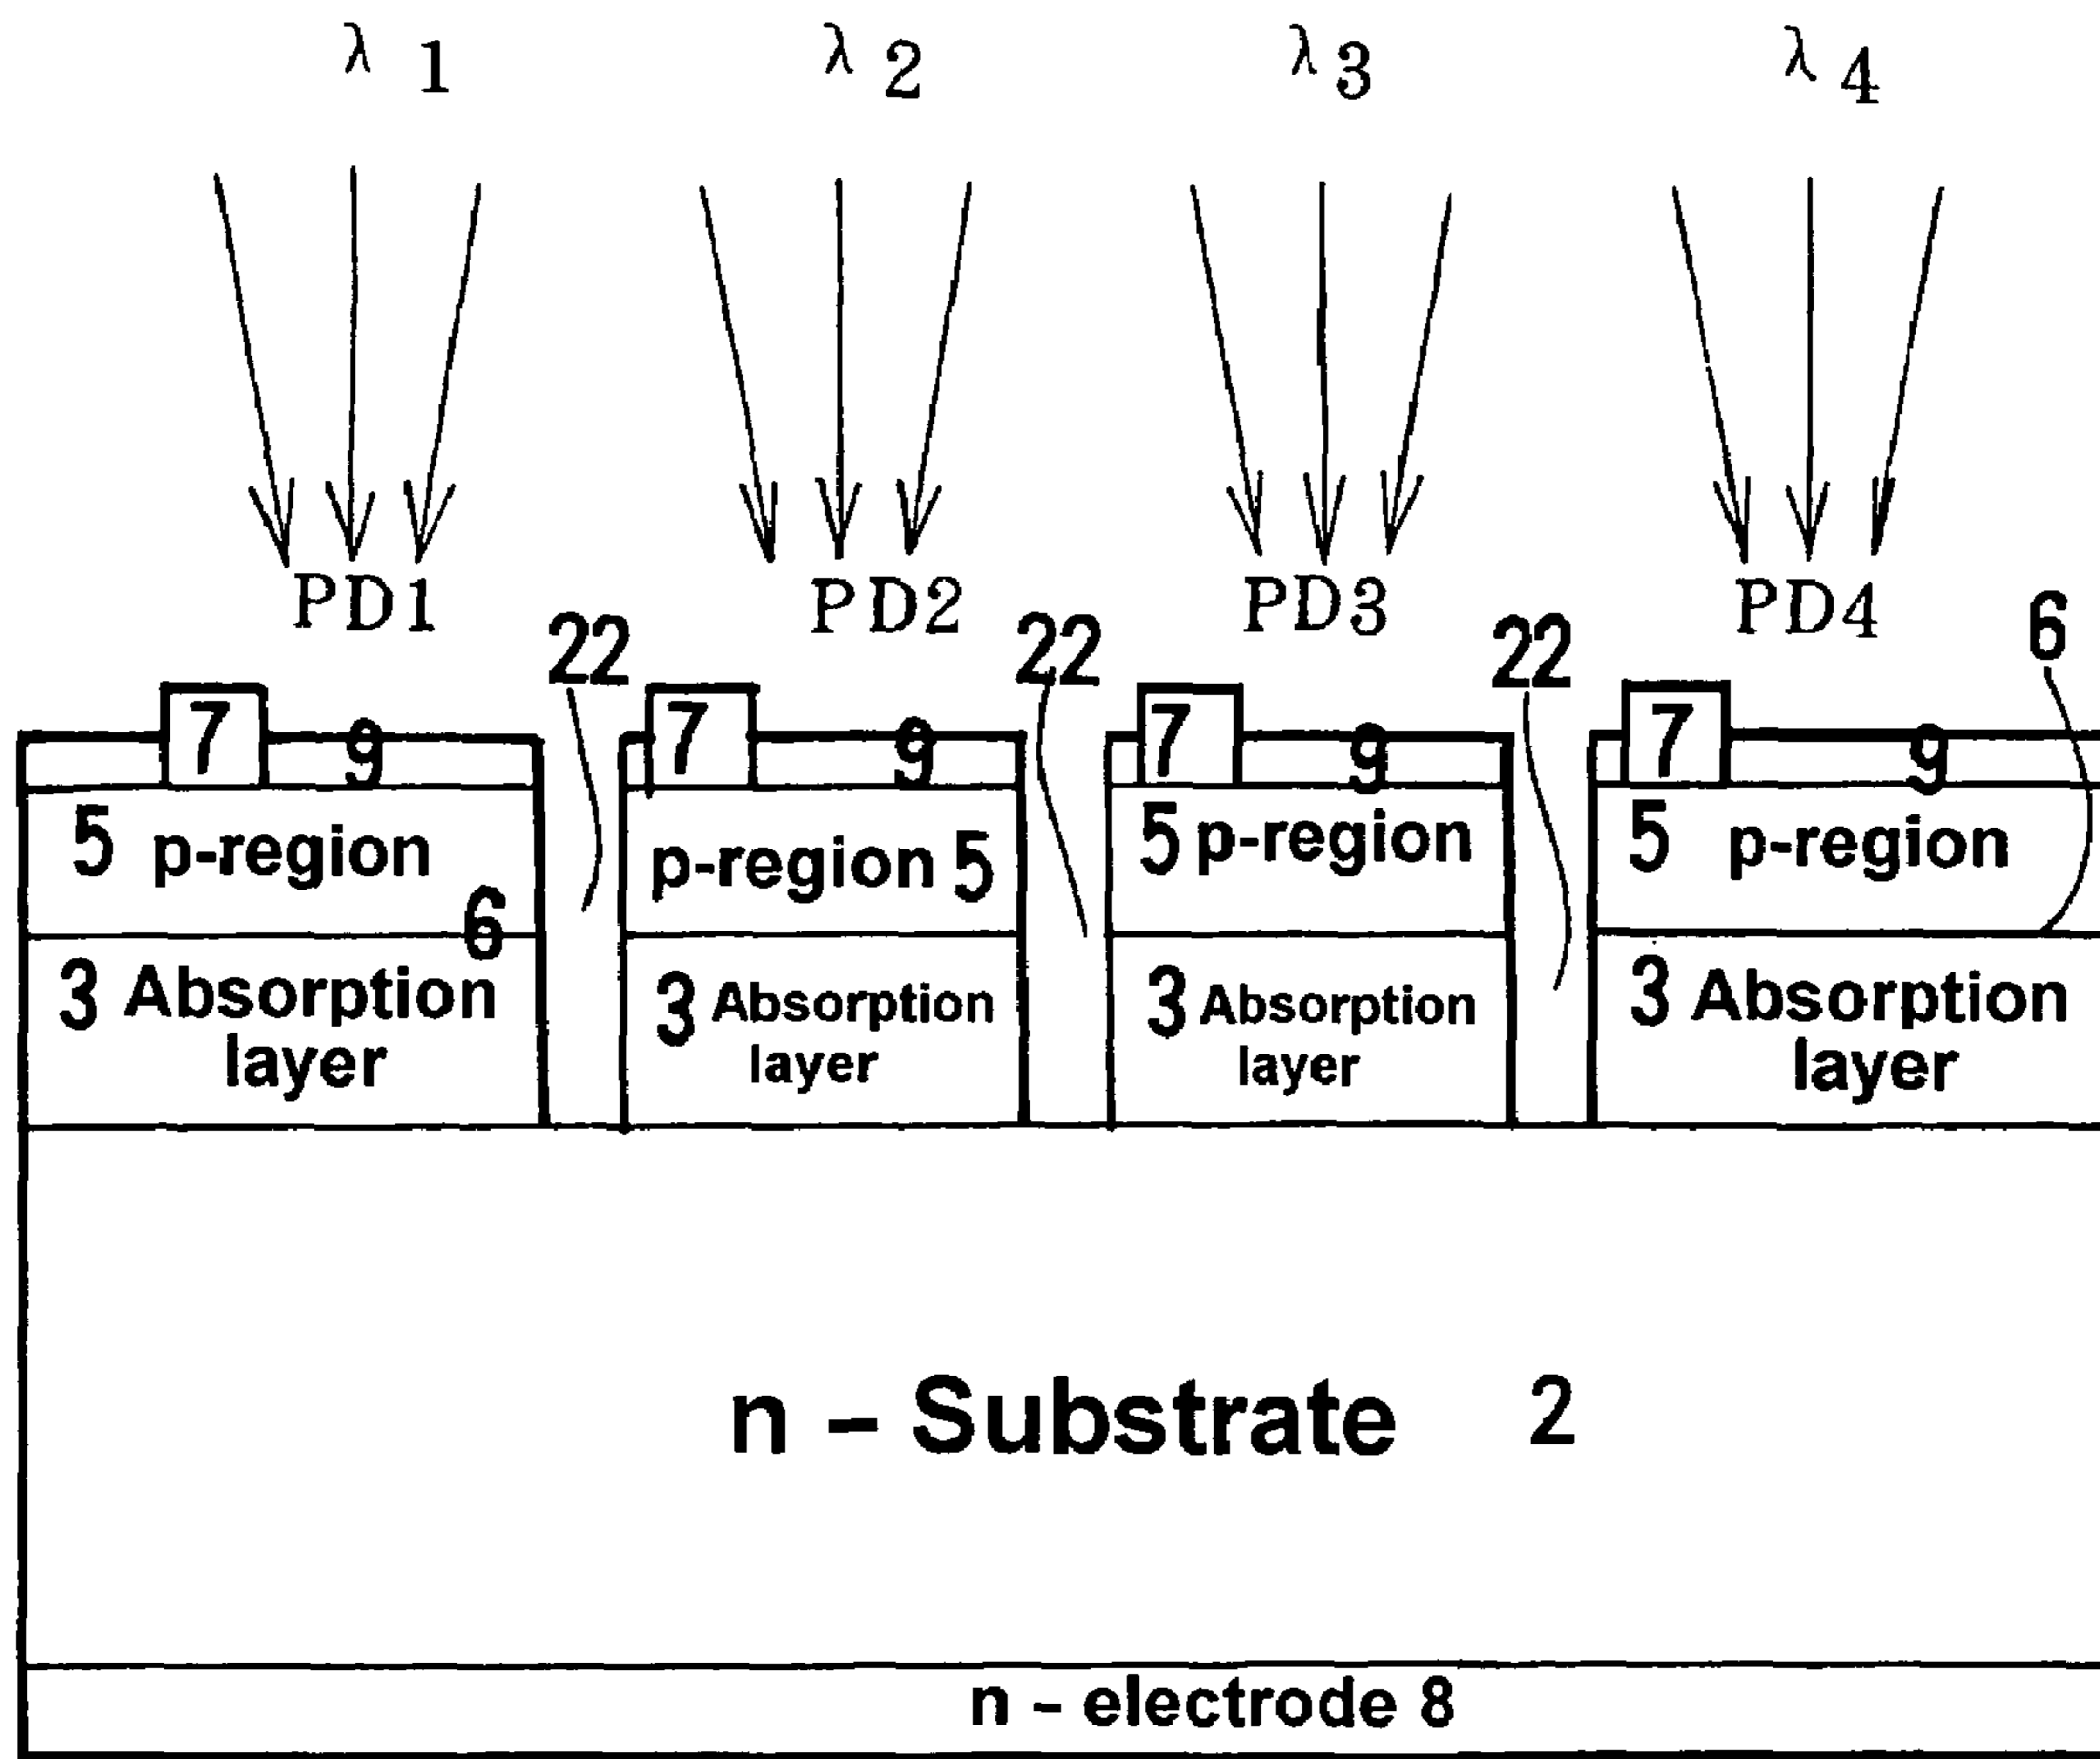 λ 1 λ 2 λ 3 λ 4
PD1 PD2 PD3 PD4
22 22 22 6
7 9 7 9 7 9 7 9
5 p-region p-region 5 5 p-region 5 p-region
6
3 Absorption layer
3 Absorption layer
3 Absorption layer
3 Absorption layer
n - Substrate 2
n - electrode 8